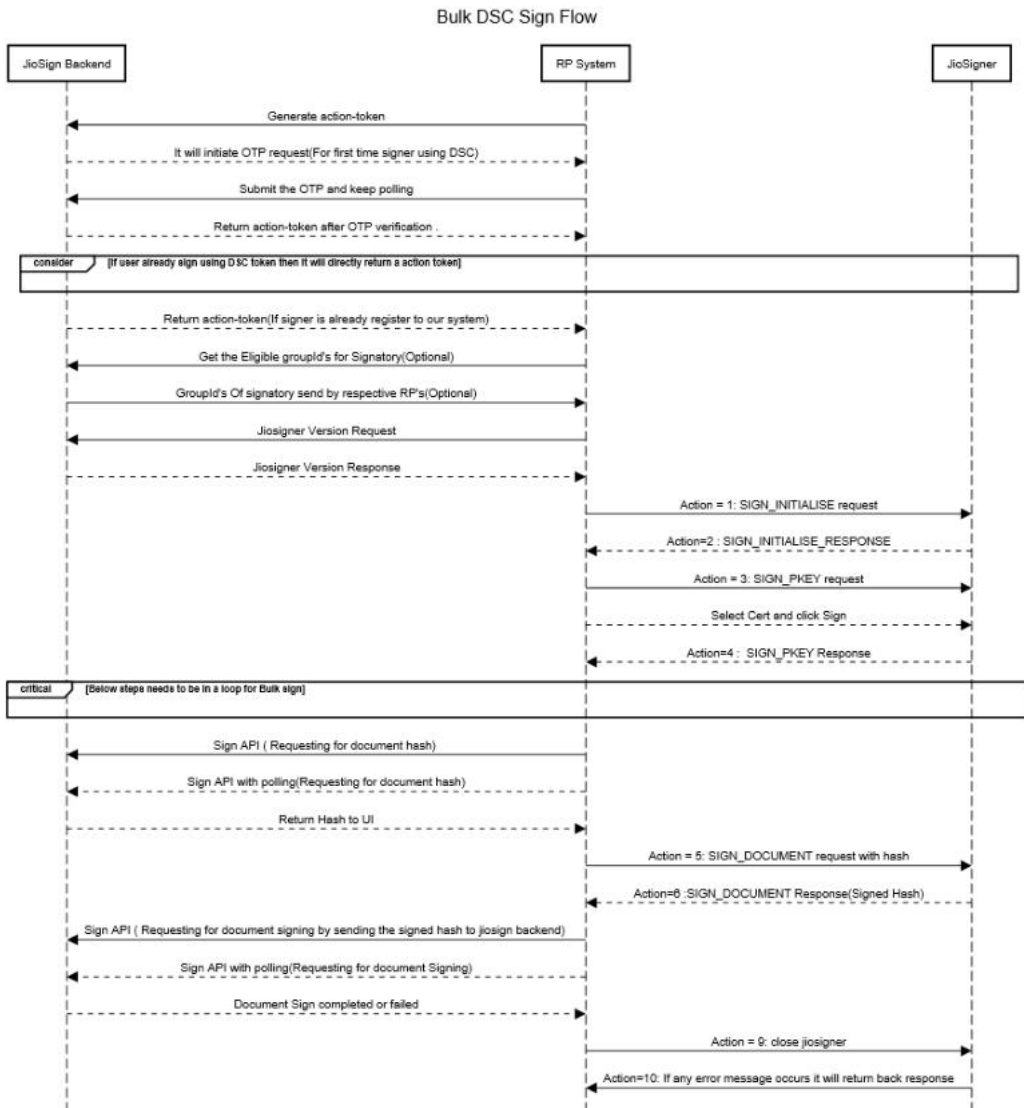 Bulk DSC Sign Flow
JioSign Backend
RP System
JioSigner
Generate action-token
It will initiate OTP request(For first time signer using DSC)
Submit the OTP and keep polling
Return action-token after OTP verification .
consider
[If user already sign using DSC token then it will directly return a action token]
Return action-token(If signer is already register to our system)
Get the Eligible groupId's for Signatory(Optional)
GroupId's Of signatory send by respective RP's(Optional)
Jiosigner Version Request
Jiosigner Version Response
Action = 1: SIGN_INITIALISE request
Action=2 : SIGN_INITIALISE_RESPONSE
Action = 3: SIGN_PKEY request
Select Cert and click Sign
Action=4 : SIGN_PKEY Response
critical
[Below steps needs to be in a loop for Bulk sign]
Sign API ( Requesting for document hash)
Sign API with polling(Requesting for document hash)
Return Hash to UI
Action = 5: SIGN_DOCUMENT request with hash
Action=6 :SIGN_DOCUMENT Response(Signed Hash)
Sign API ( Requesting for document signing by sending the signed hash to jiosign backend)
Sign API with polling(Requesting for document Signing)
Document Sign completed or failed
Action = 9: close jiosigner
Action=10: If any error message occurs it will return back response